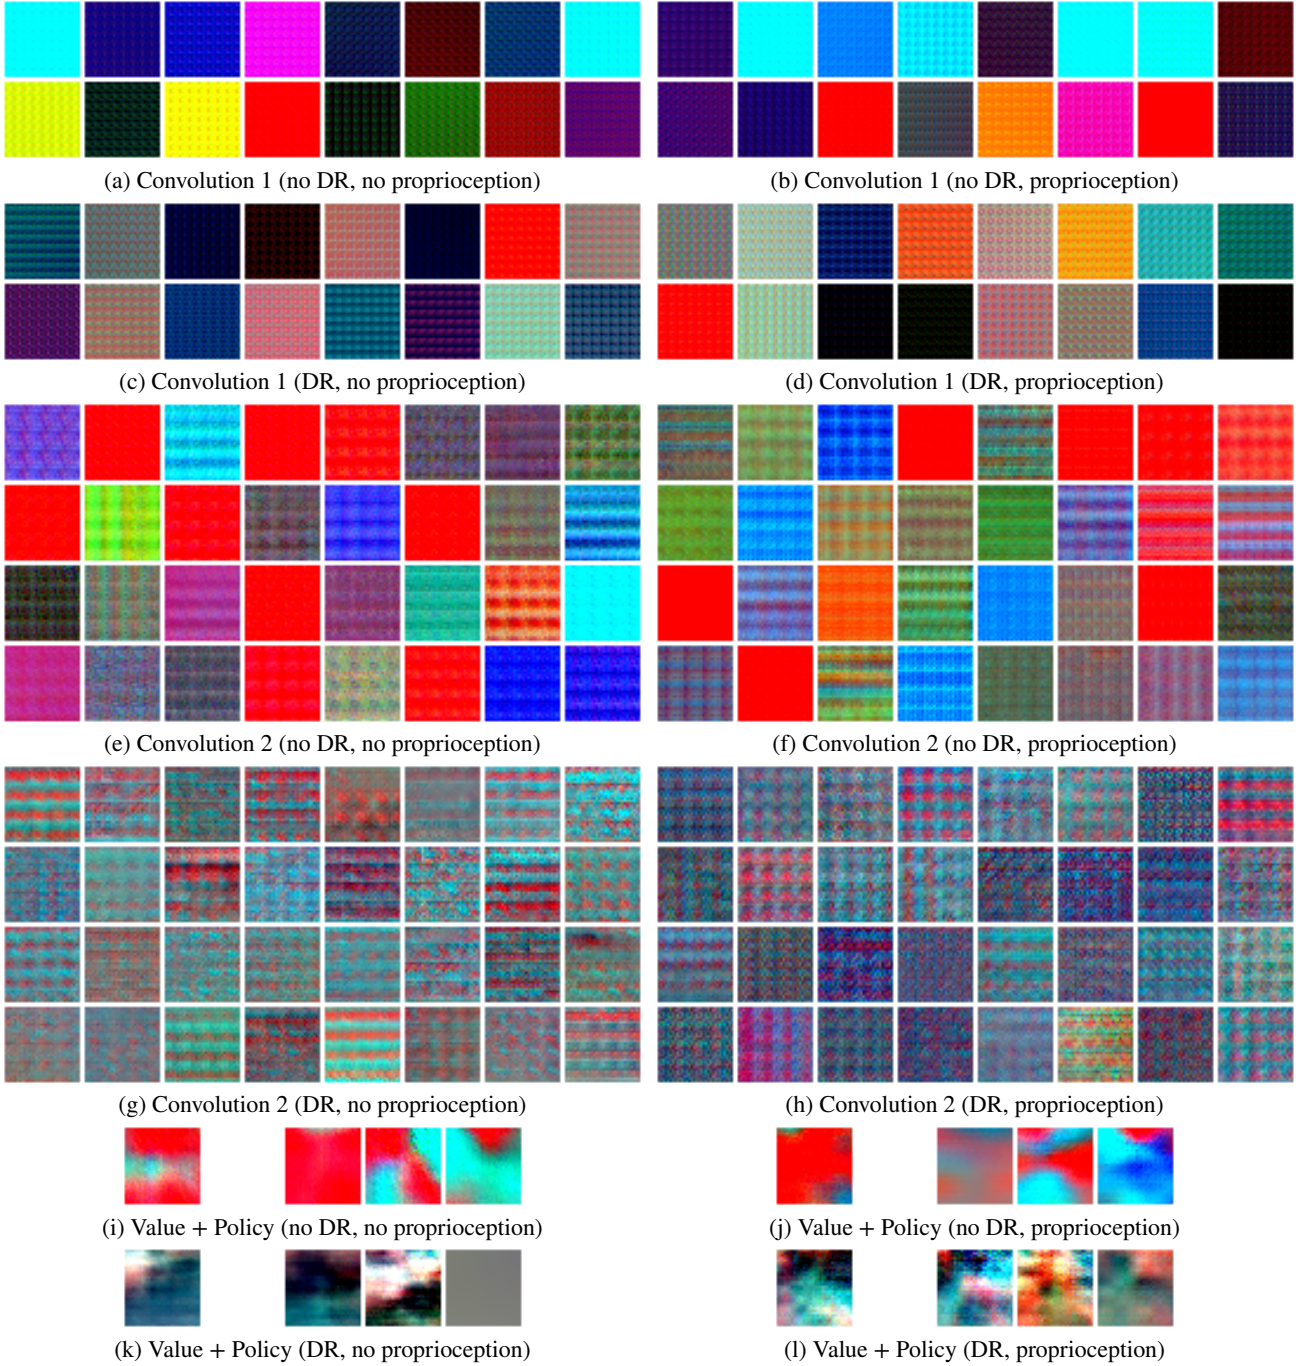 (a) Convolution 1 (no DR, no proprioception)
(b) Convolution 1 (no DR, proprioception)
(c) Convolution 1 (DR, no proprioception)
(d) Convolution 1 (DR, proprioception)
(e) Convolution 2 (no DR, no proprioception)
(f) Convolution 2 (no DR, proprioception)
(g) Convolution 2 (DR, no proprioception)
(h) Convolution 2 (DR, proprioception)
(i) Value + Policy (no DR, no proprioception)
(j) Value + Policy (no DR, proprioception)
(k) Value + Policy (DR, no proprioception)
(l) Value + Policy (DR, proprioception)